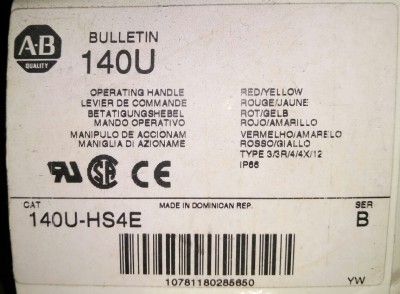 A-B
QUALITY
BULLETIN
140U
OPERATING HANDLE
LEVIER DE COMMANDE
BETATIGUNGSHEBEL
MANDO OPERATIVO
MANIPULO DE ACCIONAM
MANIGLIA DI AZIONAME
RED/YELLOW
ROUGE/JAUNE
ROT/GELB
ROJO/AMARILLO
VERMELHO/AMARELO
ROSSO/GIALLO
TYPE 3/3R/4/4X/12
IP66
CAT
140U-HS4E
MADE IN DOMINICAN REP.
SER
B
10781180285650
YW